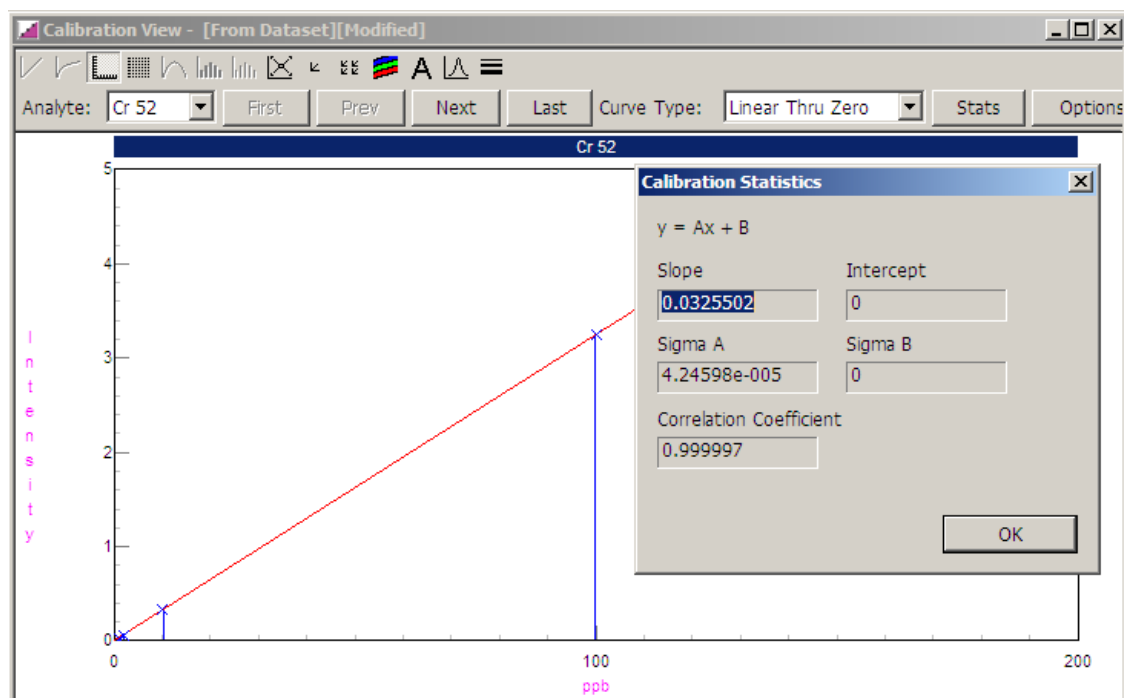 Calibration View - [From Dataset][Modified]
A
Analyte: Cr 52 First Prev Next Last Curve Type: Linear Thru Zero Stats Options
Cr 52
Calibration Statistics
y = Ax + B
Slope Intercept
0.0325502 0
Sigma A Sigma B
4.24598e-005 0
Correlation Coefficient
0.999997
OK
5
4
3
2
1
0
Intensity
0 100 200
ppb